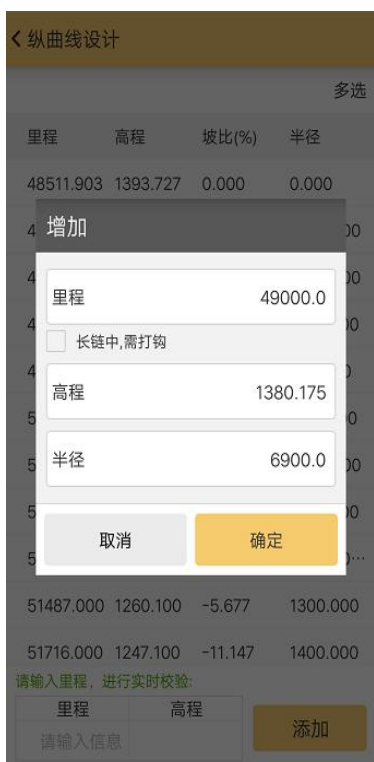 纵曲线设计
多选
里程 高程 坡比(%) 半径
48511.903 1393.727 0.000 0.000
增加
里程 49000.0
长链中,需打钩
高程 1380.175
半径 6900.0
取消 确定
51487.000 1260.100 -5.677 1300.000
51716.000 1247.100 -11.147 1400.000
请输入里程，进行实时校验:
里程 高程
请输入信息
添加